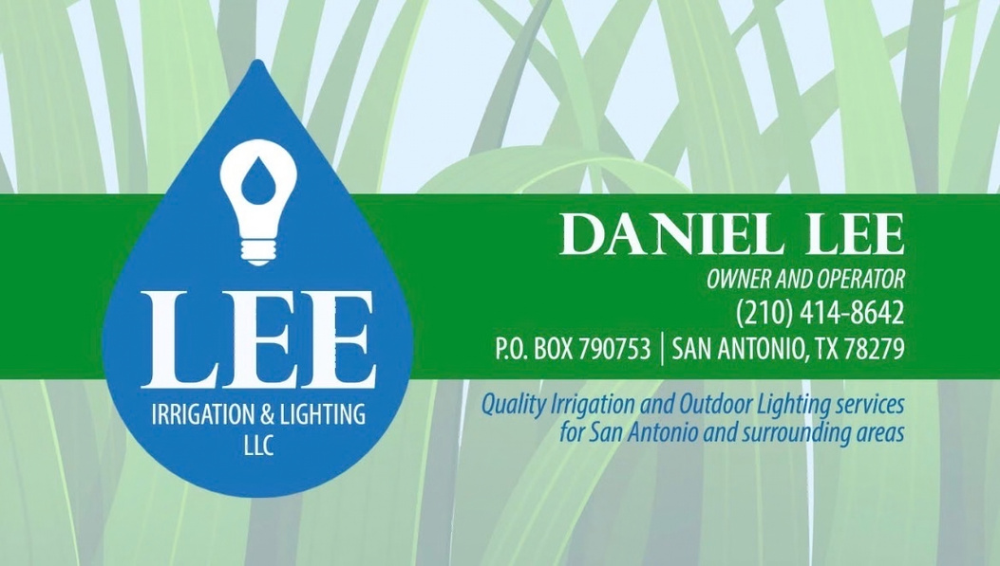 LEE
IRRIGATION & LIGHTING
LLC
DANIEL LEE
OWNER AND OPERATOR
(210) 414-8642
P.O. BOX 790753 | SAN ANTONIO, TX 78279
Quality Irrigation and Outdoor Lighting services
for San Antonio and surrounding areas